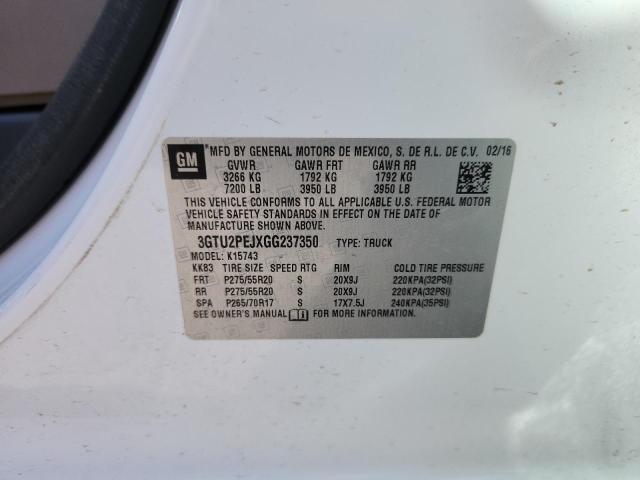 GM MFD BY GENERAL MOTORS DE MEXICO, S. DE R.L. DE C.V. 02/16
GVWR GAWR FRT GAWR RR
3266 KG 1792 KG 1792 KG
7200 LB 3950 LB 3950 LB
THIS VEHICLE CONFORMS TO ALL APPLICABLE U.S. FEDERAL MOTOR
VEHICLE SAFETY STANDARDS IN EFFECT ON THE DATE OF
MANUFACTURE SHOWN ABOVE.
3GTU2PEJXGG237350 TYPE: TRUCK
MODEL: K15743
KK83 TIRE SIZE SPEED RTG RIM COLD TIRE PRESSURE
FRT P275/55R20 S 20X9J 220KPA(32PSI)
RR P275/55R20 S 20X9J 220KPA(32PSI)
SPA P265/70R17 S 17X7.5J 240KPA(35PSI)
SEE OWNER'S MANUAL FOR MORE INFORMATION.